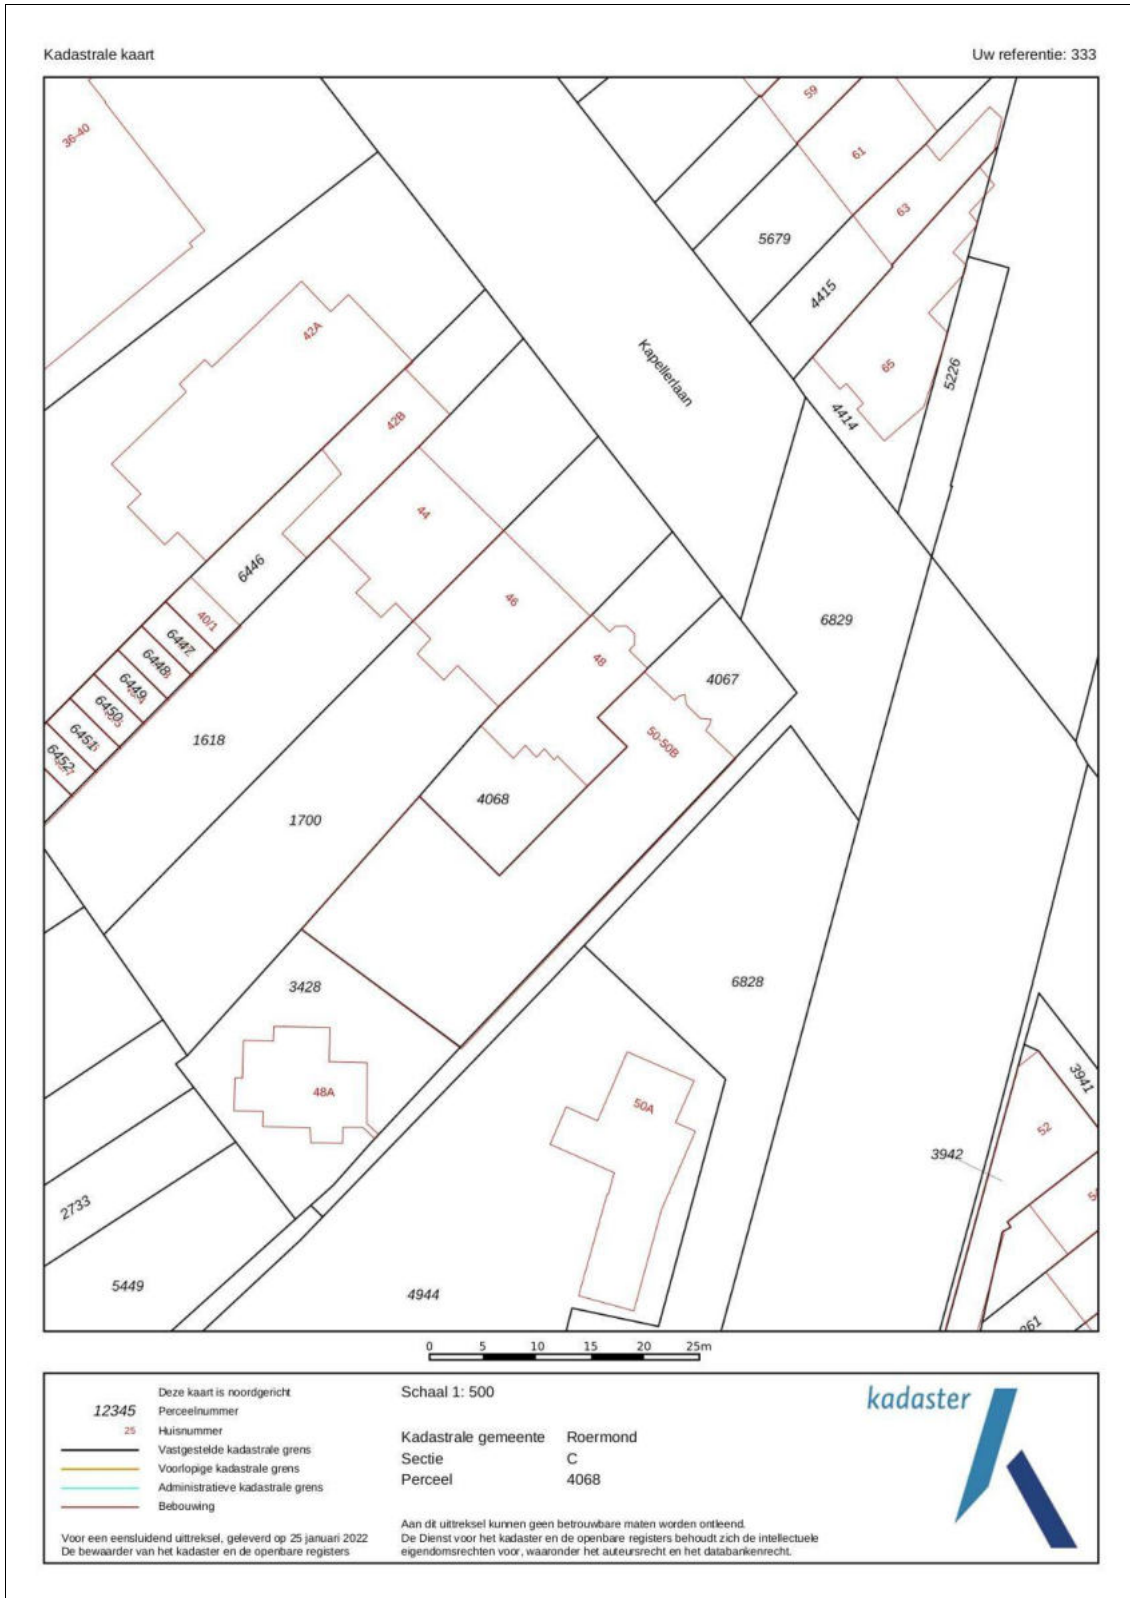 Kadastrale kaart
Uw referentie: 333
36-40
59
61
63
5679
4415
42A
65
5226
Kapellerlaan
4414
42B
44
6446
46
40/1
6829
6447
48
6448
4067
6449
6450
50-50B
1618
6451
6452
4068
1700
6828
3428
48A
3941
50A
52
3942
2733
5449
4944
0 5 10 15 20 25m
Deze kaart is noordgericht
12345 Perceelnummer
25 Huisnummer
Vastgestelde kadastrale grens
Voorlopige kadastrale grens
Administratieve kadastrale grens
Bebouwing
Voor een eensluidend uittreksel, geleverd op 25 januari 2022
De bewaarder van het kadaster en de openbare registers
Schaal 1: 500
Kadastrale gemeente Roermond
Sectie C
Perceel 4068
Aan dit uittreksel kunnen geen betrouwbare maten worden ontleend.
De Dienst voor het kadaster en de openbare registers behoudt zich de intellectuele
eigendomsrechten voor, waaronder het auteursrecht en het databankenrecht.
kadaster